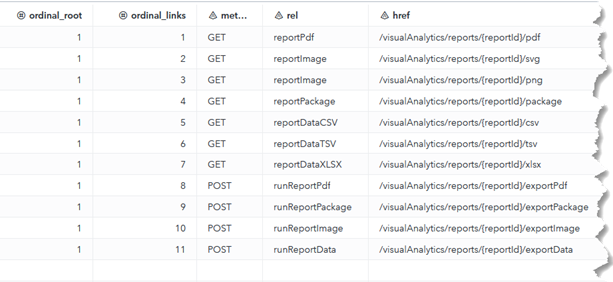 ordinal_root ordinal_links met... rel href
1 1 GET reportPdf /visualAnalytics/reports/{reportId}/pdf
1 2 GET reportImage /visualAnalytics/reports/{reportId}/svg
1 3 GET reportImage /visualAnalytics/reports/{reportId}/png
1 4 GET reportPackage /visualAnalytics/reports/{reportId}/package
1 5 GET reportDataCSV /visualAnalytics/reports/{reportId}/csv
1 6 GET reportDataTSV /visualAnalytics/reports/{reportId}/tsv
1 7 GET reportDataXLSX /visualAnalytics/reports/{reportId}/xlsx
1 8 POST runReportPdf /visualAnalytics/reports/{reportId}/exportPdf
1 9 POST runReportPackage /visualAnalytics/reports/{reportId}/exportPackage
1 10 POST runReportImage /visualAnalytics/reports/{reportId}/exportImage
1 11 POST runReportData /visualAnalytics/reports/{reportId}/exportData